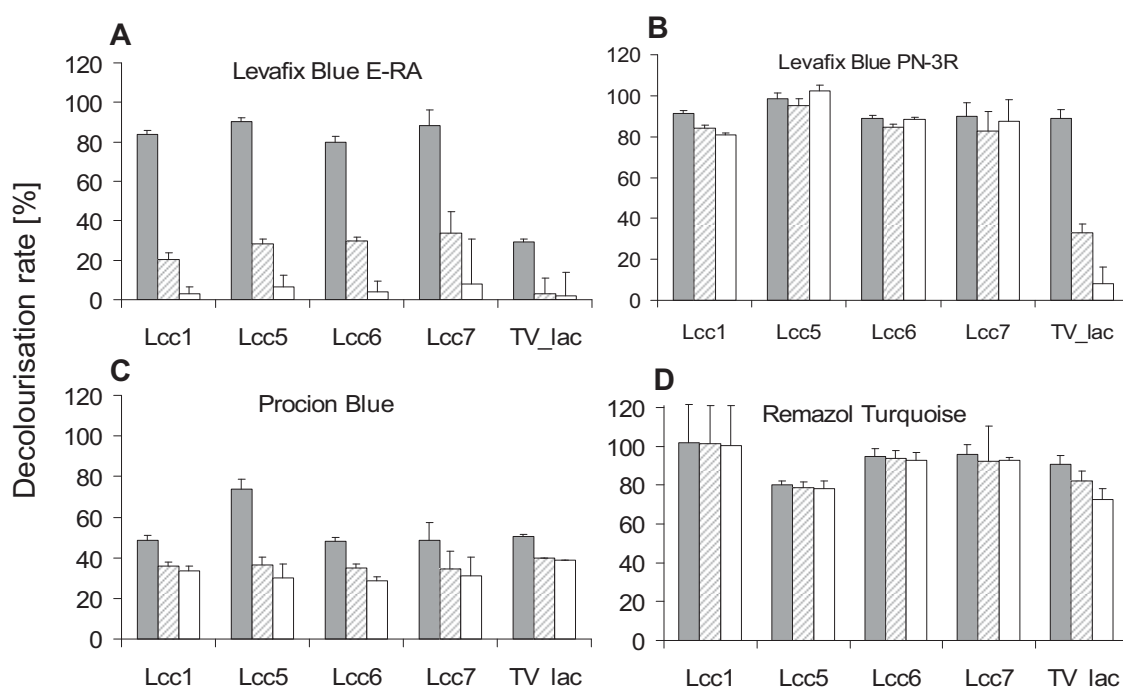 A
Levafix Blue E-RA
120
100
80
60
40
20
0
Lcc1 Lcc5 Lcc6 Lcc7 TV_lac
B
Levafix Blue PN-3R
120
100
80
60
40
20
0
Lcc1 Lcc5 Lcc6 Lcc7 TV_lac
Decolourisation rate [%]
C
Procion Blue
120
100
80
60
40
20
0
Lcc1 Lcc5 Lcc6 Lcc7 TV_lac
D
Remazol Turquoise
120
100
80
60
40
20
0
Lcc1 Lcc5 Lcc6 Lcc7 TV_lac